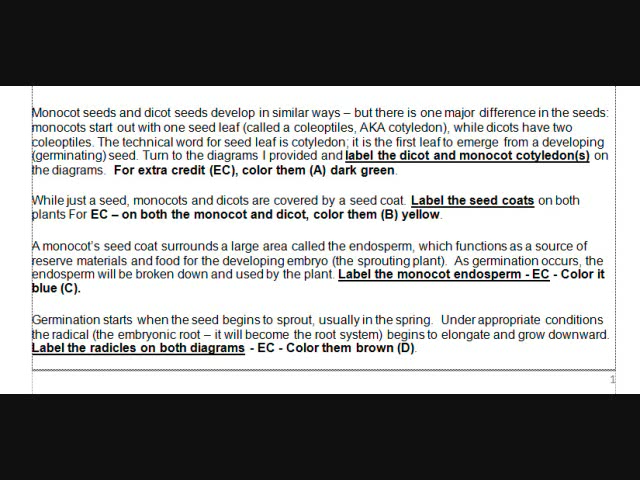 Monocot seeds and dicot seeds develop in similar ways – but there is one major difference in the seeds:
monocots start out with one seed leaf (called a coleoptiles, AKA cotyledon), while dicots have two
coleoptiles. The technical word for seed leaf is cotyledon; it is the first leaf to emerge from a developing
(germinating) seed. Turn to the diagrams I provided and label the dicot and monocot cotyledon(s) on
the diagrams. For extra credit (EC), color them (A) dark green.
While just a seed, monocots and dicots are covered by a seed coat. Label the seed coats on both
plants For EC – on both the monocot and dicot, color them (B) yellow.
A monocot's seed coat surrounds a large area called the endosperm, which functions as a source of
reserve materials and food for the developing embryo (the sprouting plant). As germination occurs, the
endosperm will be broken down and used by the plant. Label the monocot endosperm - EC - Color it
blue (C).
Germination starts when the seed begins to sprout, usually in the spring. Under appropriate conditions
the radical (the embryonic root – it will become the root system) begins to elongate and grow downward.
Label the radicles on both diagrams - EC - Color them brown (D).
1